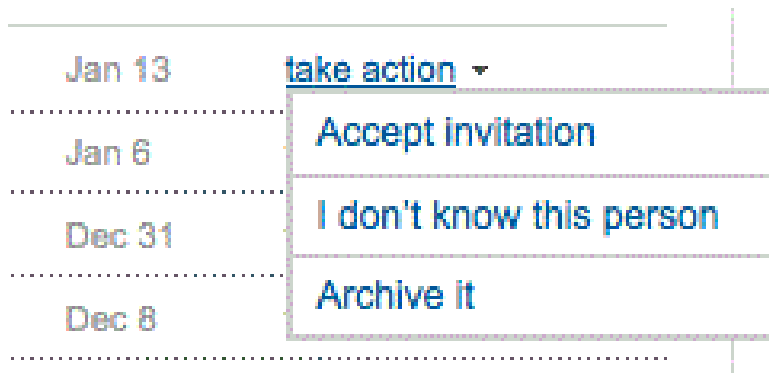 Jan 13 take action
Accept invitation
Jan 6
I don't know this person
Dec 31
Archive it
Dec 8